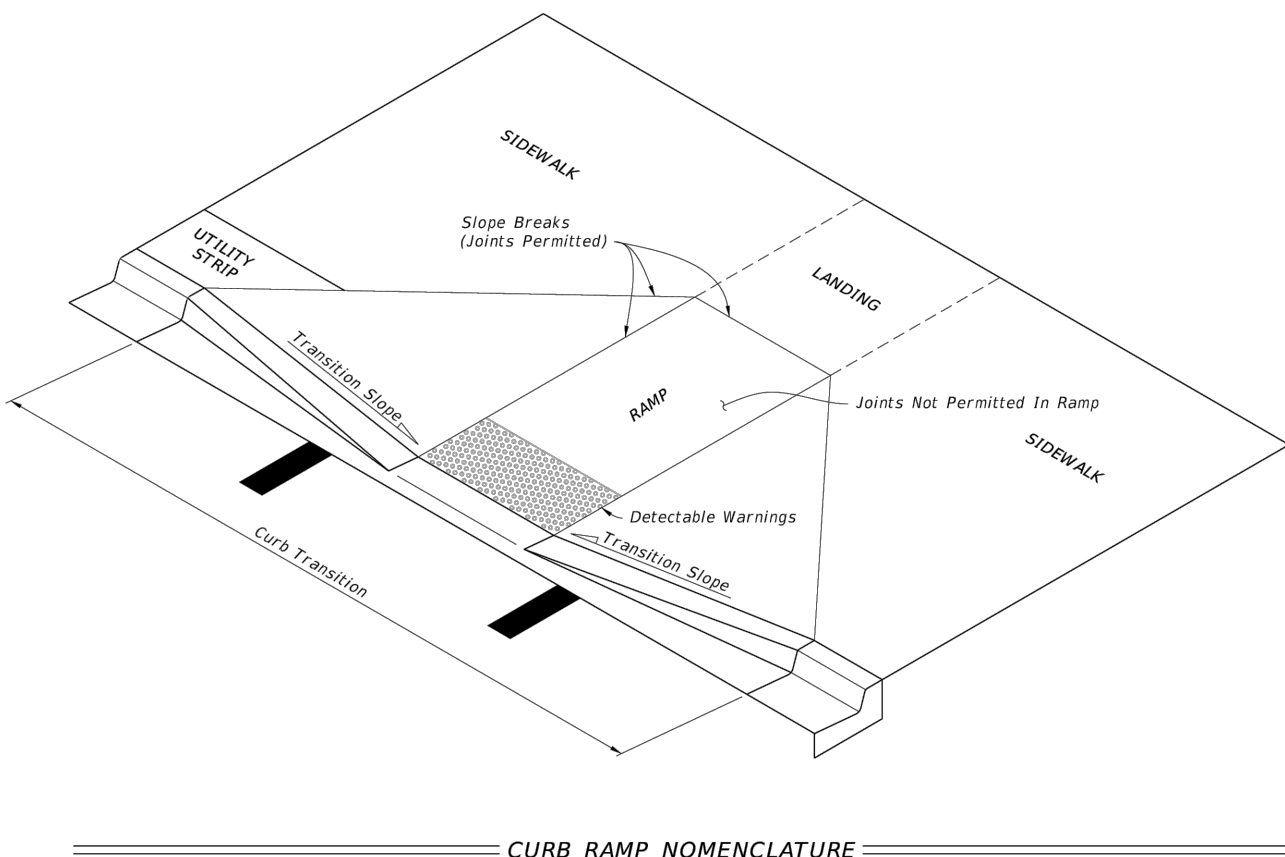 SIDEWALK
UTILITY
STRIP
Slope Breaks
(Joints Permitted)
LANDING
Transition Slope
RAMP
Joints Not Permitted In Ramp
SIDEWALK
Detectable Warnings
Transition Slope
Curb Transition
CURB RAMP NOMENCLATURE